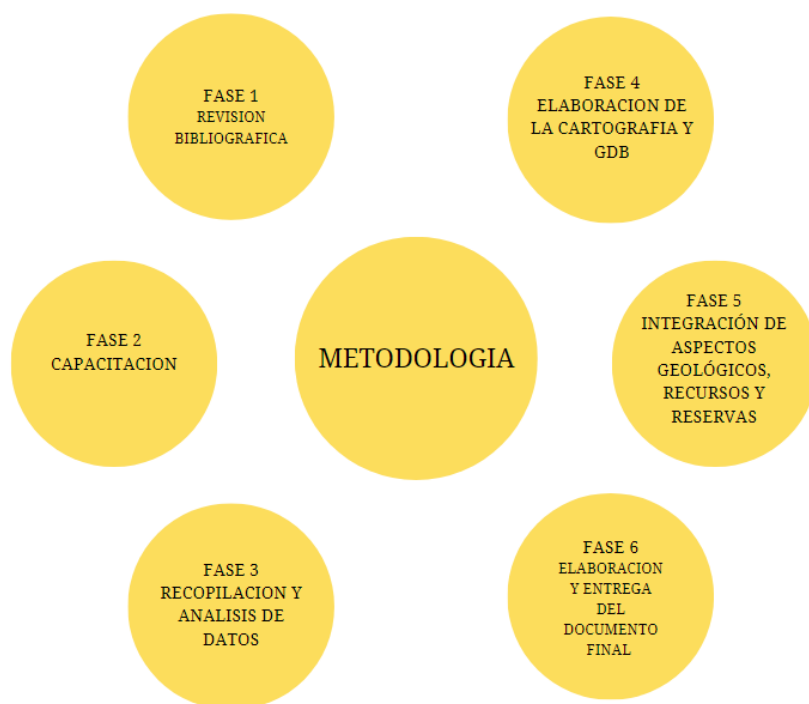 FASE 1
REVISION
BIBLIOGRAFICA
FASE 2
CAPACITACION
FASE 3
RECOPILACION Y
ANALISIS DE
DATOS
METODOLOGIA
FASE 4
ELABORACION DE
LA CARTOGRAFIA Y
GDB
FASE 5
INTEGRACIÓN DE
ASPECTOS
GEOLÓGICOS,
RECURSOS Y
RESERVAS
FASE 6
ELABORACION
Y ENTREGA
DEL
DOCUMENTO
FINAL